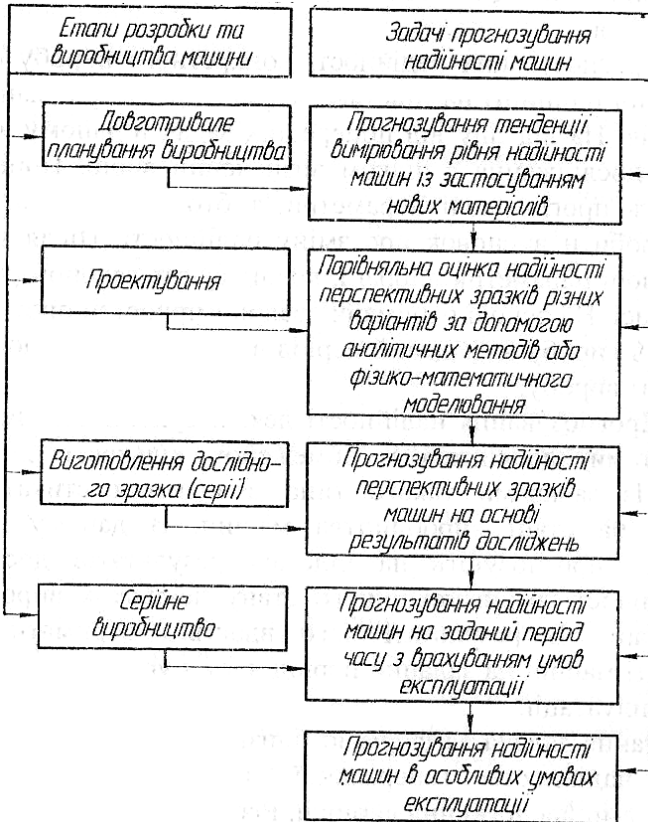 Етапи розробки та
виробництва машини
Задачі прогнозування
надійності машин
Довготривале
планування виробництва
Прогнозування тенденції
вимірювання рівня надійності
машин із застосуванням
нових матеріалів
Проектування
Порівняльна оцінка надійності
перспективних зразків різних
варіантів за допомогою
аналітичних методів або
фізико-математичного
моделювання
Виготовлення дослідно-
го зразка (серії)
Прогнозування надійності
перспективних зразків
машин на основі
результатів досліджень
Серійне
виробництво
Прогнозування надійності
машин на заданий період
часу з врахуванням умов
експлуатації
Прогнозування надійності
машин в особливих умовах
експлуатації